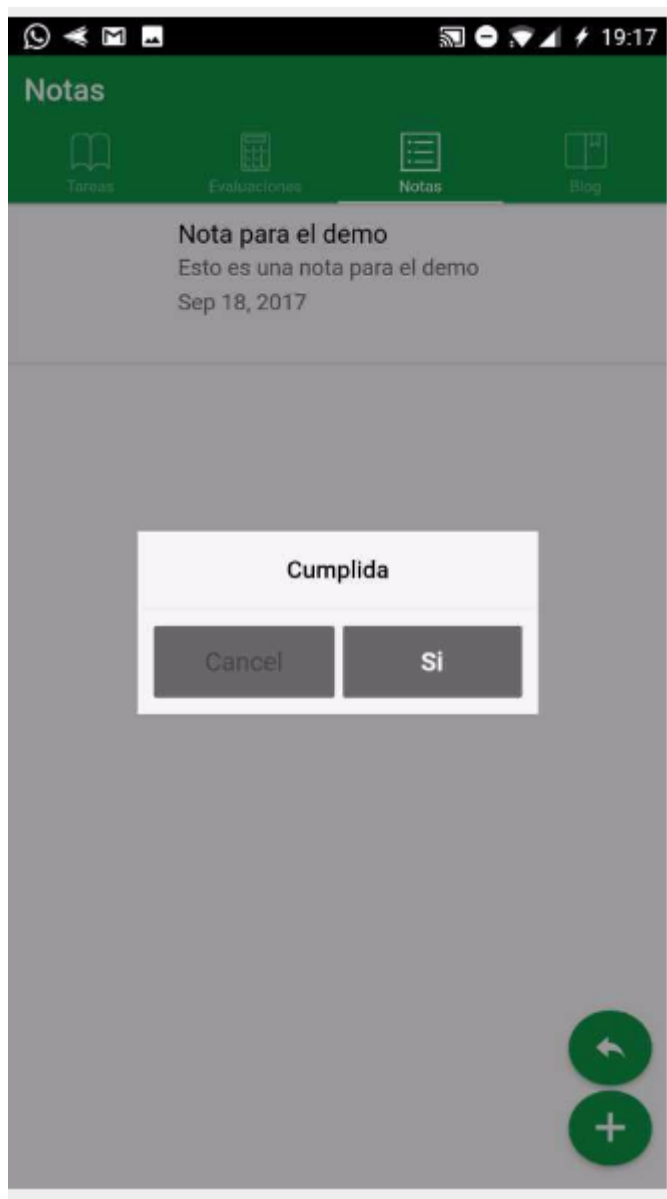 19:17
Notas
Tareas Evaluaciones Notas Blog
Nota para el demo
Esto es una nota para el demo
Sep 18, 2017
Cumplida
Cancel Si